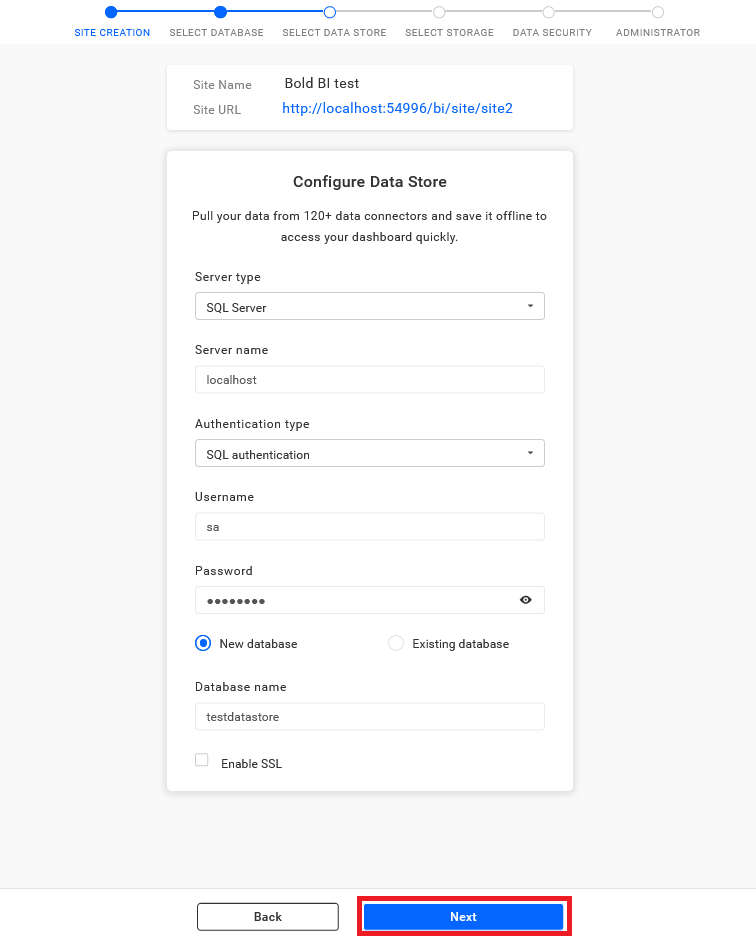 SITE CREATION SELECT DATABASE SELECT DATA STORE SELECT STORAGE DATA SECURITY ADMINISTRATOR
Site Name Bold BI test
Site URL http://localhost:54996/bi/site/site2
Configure Data Store
Pull your data from 120+ data connectors and save it offline to
access your dashboard quickly.
Server type
SQL Server
Server name
localhost
Authentication type
SQL authentication
Username
sa
Password
●●●●●●●●
New database Existing database
Database name
testdatastore
Enable SSL
Back Next